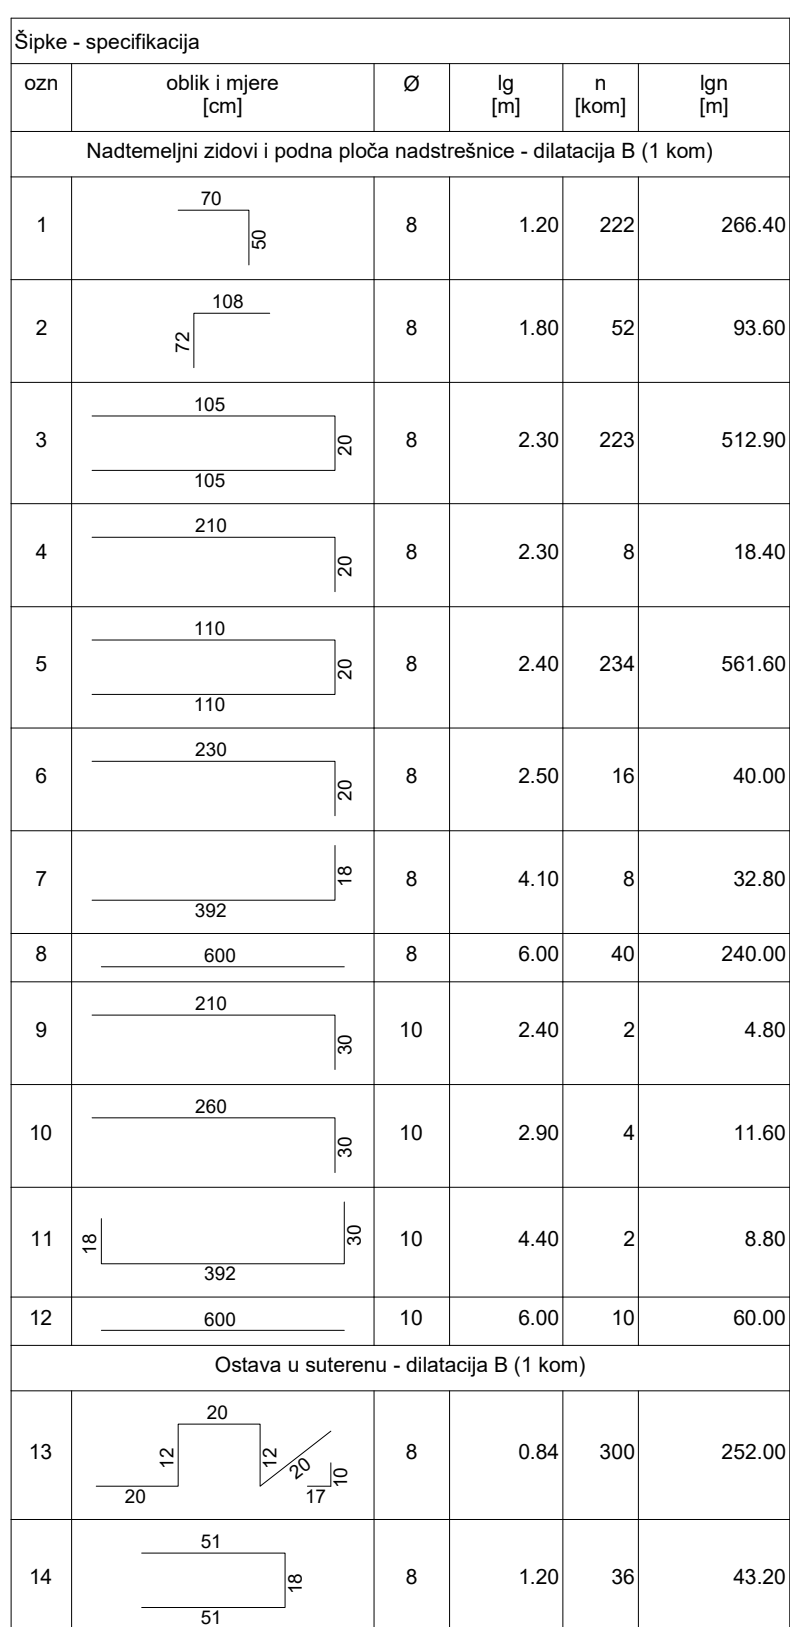 Šipke - specifikacija
ozn oblik i mjere [cm] Ø lg [m] n [kom] lgn [m]
Nadtemeljni zidovi i podna ploča nadstrešnice - dilatacija B (1 kom)
1 70 50 8 1.20 222 266.40
2 108 72 8 1.80 52 93.60
3 105 20 105 8 2.30 223 512.90
4 210 20 8 2.30 8 18.40
5 110 20 110 8 2.40 234 561.60
6 230 20 8 2.50 16 40.00
7 18 392 8 4.10 8 32.80
8 600 8 6.00 40 240.00
9 210 30 10 2.40 2 4.80
10 260 30 10 2.90 4 11.60
11 18 30 392 10 4.40 2 8.80
12 600 10 6.00 10 60.00
Ostava u suterenu - dilatacija B (1 kom)
13 20 12 12 20 10 20 17 8 0.84 300 252.00
14 51 18 51 8 1.20 36 43.20